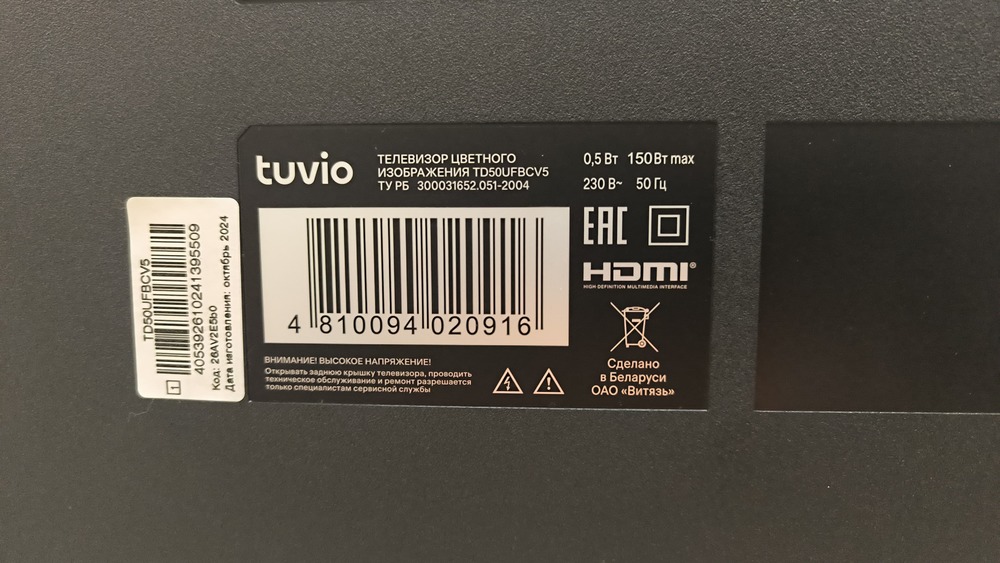 tuvio
ТЕЛЕВИЗОР ЦВЕТНОГО
ИЗОБРАЖЕНИЯ TD50UFBCV5
ТУ РБ 300031652.051-2004
0,5 Вт 150 Вт max
230 В~ 50 Гц
EAC
HDMI®
HIGH DEFINITION MULTIMEDIA INTERFACE
4 810094 020916
ВНИМАНИЕ! ВЫСОКОЕ НАПРЯЖЕНИЕ!
Открывать заднюю крышку телевизора, проводить
техническое обслуживание и ремонт разрешается
только специалистам сервисной службы
Сделано
в Беларуси
ОАО «Витязь»
TD50UFBCV5
405392610241395509
1
Код: 26AV2E5b0
Дата изготовления: октябрь 2024